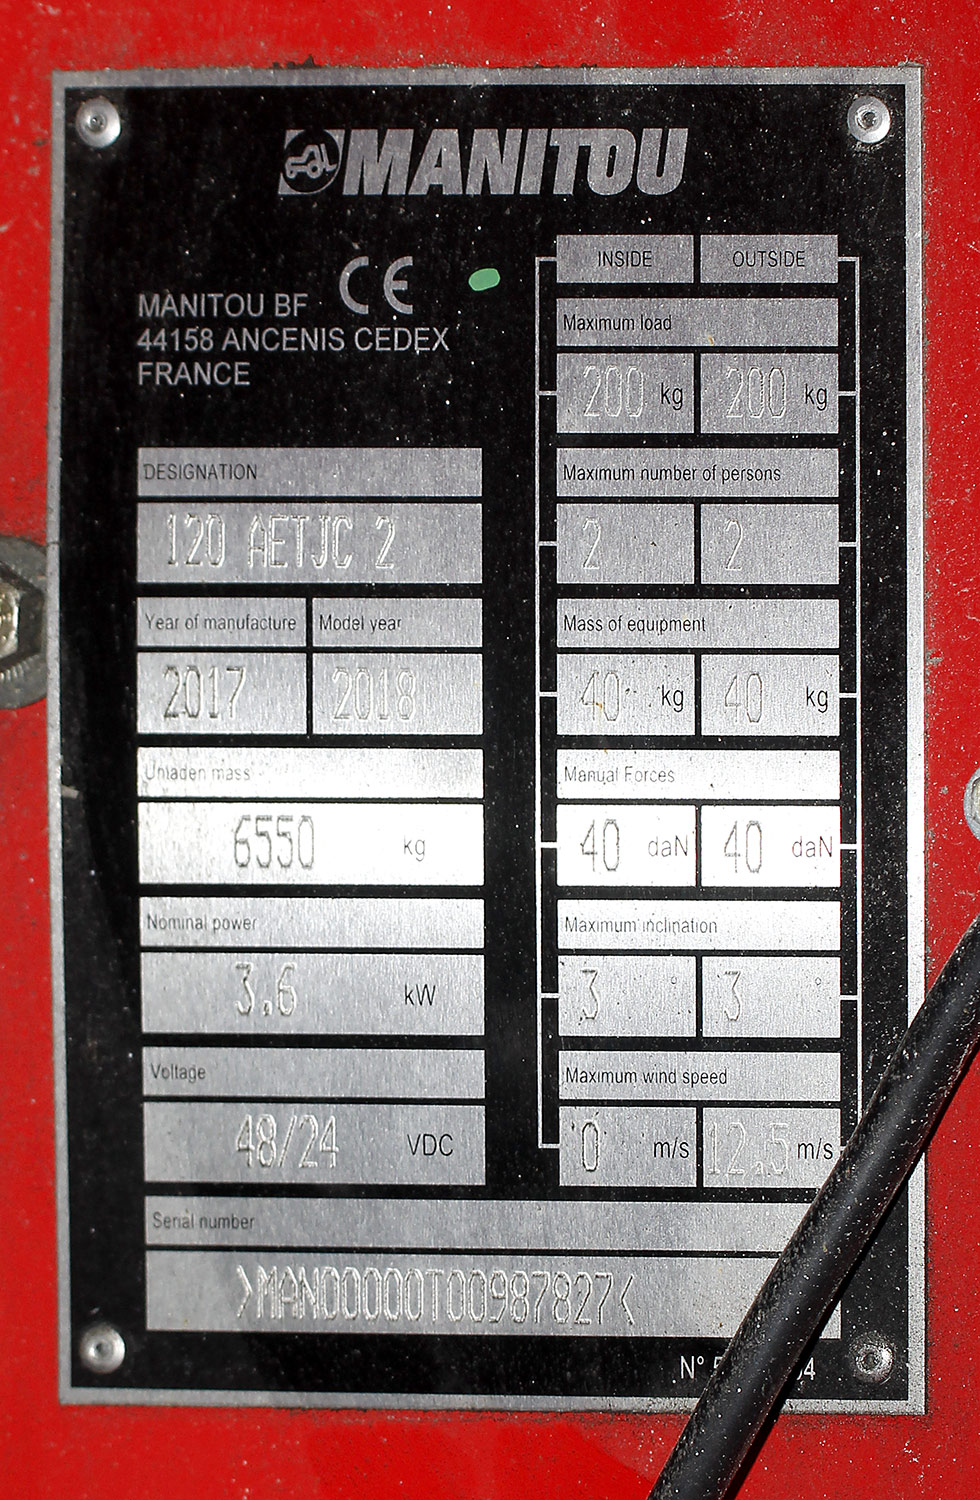 MANITOU
CE
MANITOU BF
44158 ANCENIS CEDEX
FRANCE
DESIGNATION
120 AETJC 2
Year of manufacture Model year
2017 2018
Unladen mass
6550 kg
Nominal power
3.6 kW
Voltage
48/24 VDC
INSIDE OUTSIDE
Maximum load
200 kg 200 kg
Maximum number of persons
2 2
Mass of equipment
40 kg 40 kg
Manual Forces
40 daN 40 daN
Maximum inclination
3 ° 3 °
Maximum wind speed
0 m/s 12.5 m/s
Serial number
>MAN00000T00987827<
N°